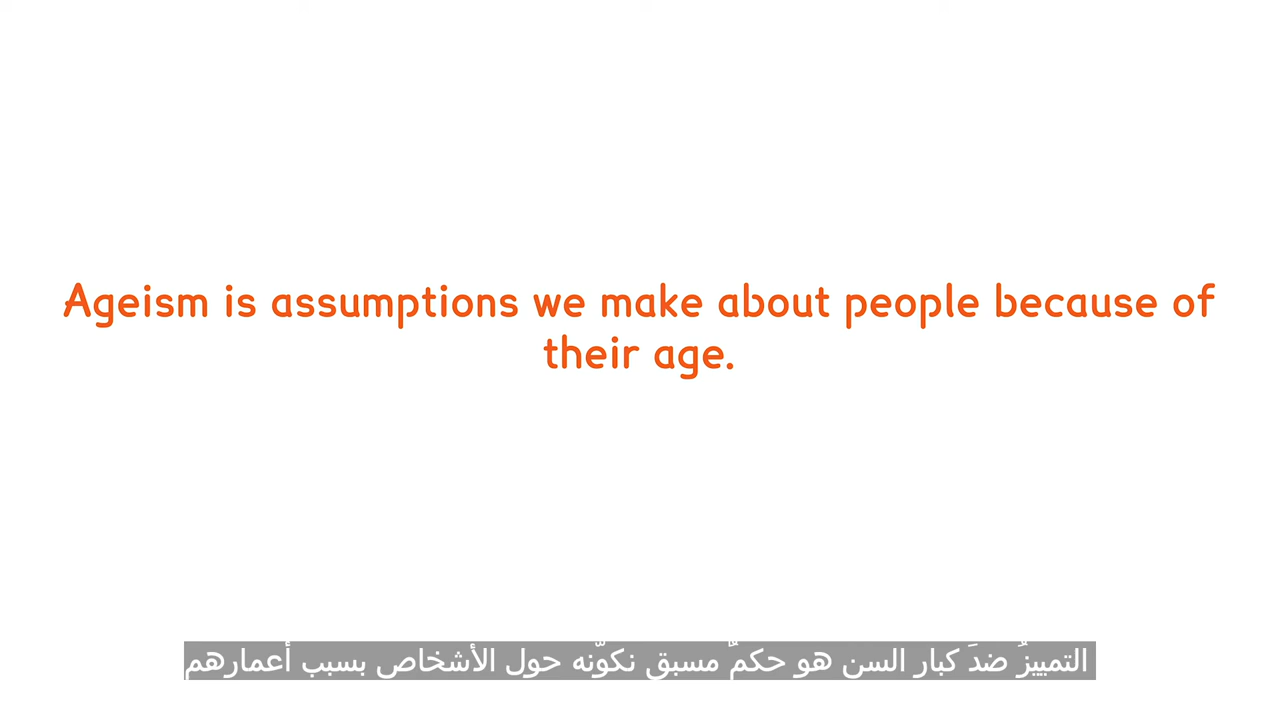 Ageism is assumptions we make about people because of
their age.
التمييزُ ضدَ كبار السن هو حكمٌ مسبق نكوّنه حول الأشخاص بسبب أعمارهم